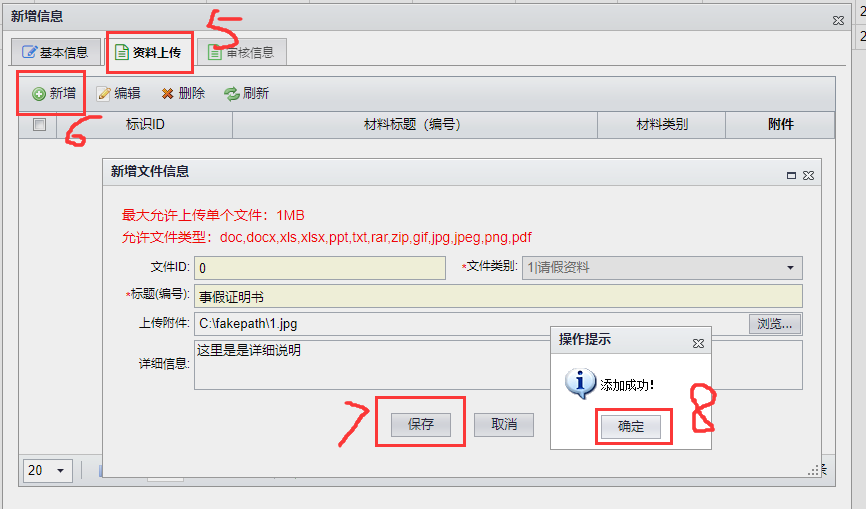 新增信息
基本信息 资料上传 审核信息
5
新增 编辑 删除 刷新
6
标识ID 材料标题（编号） 材料类别 附件
新增文件信息
最大允许上传单个文件：1MB
允许文件类型：doc,docx,xls,xlsx,ppt,txt,rar,zip,gif,jpg,jpeg,png,pdf
文件ID: 0 *文件类别: 1|请假资料
*标题(编号): 事假证明书
上传附件: C:\fakepath\1.jpg 浏览...
详细信息: 这里是是详细说明
操作提示
添加成功!
确定
8
7
保存 取消
20 条
2
2